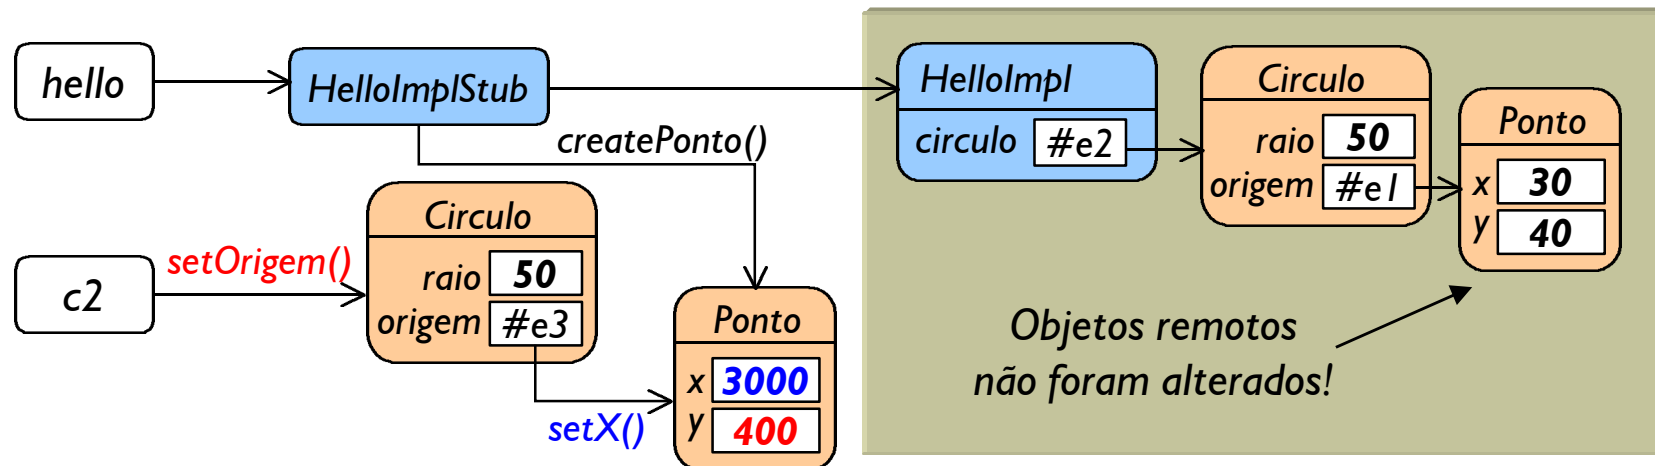 hello
HelloImplStub
createPonto()
c2
setOrigem()
Circulo
raio 50
origem #e3
setX()
Ponto
x 3000
y 400
HelloImpl
circulo #e2
Circulo
raio 50
origem #e1
Ponto
x 30
y 40
Objetos remotos
não foram alterados!